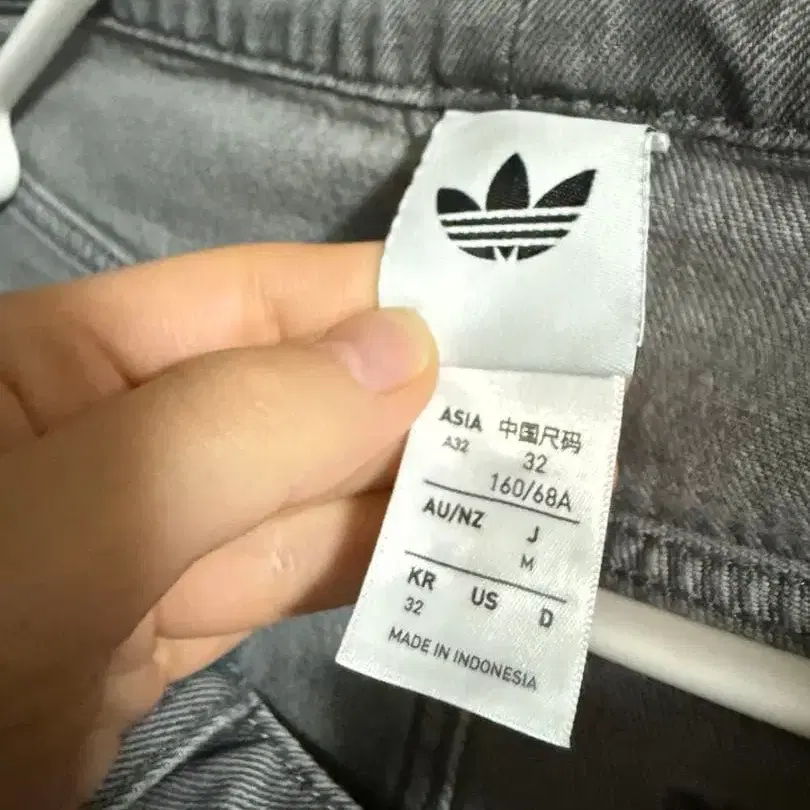 ASIA 中国尺码
A32 32
160/68A
AU/NZ J
M
KR US D
32
MADE IN INDONESIA